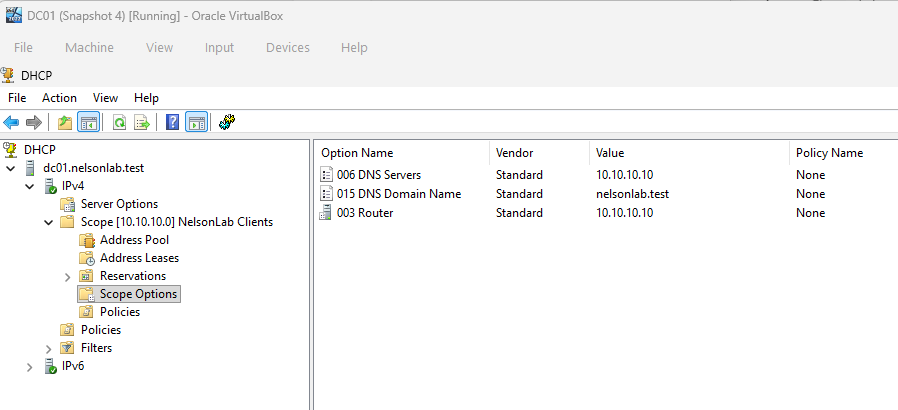 DC01 (Snapshot 4) [Running] - Oracle VirtualBox
File Machine View Input Devices Help
DHCP
File Action View Help
DHCP
dc01.nelsonlab.test
IPv4
Server Options
Scope [10.10.10.0] NelsonLab Clients
Address Pool
Address Leases
Reservations
Scope Options
Policies
Policies
Filters
IPv6
Option Name Vendor Value Policy Name
006 DNS Servers Standard 10.10.10.10 None
015 DNS Domain Name Standard nelsonlab.test None
003 Router Standard 10.10.10.10 None